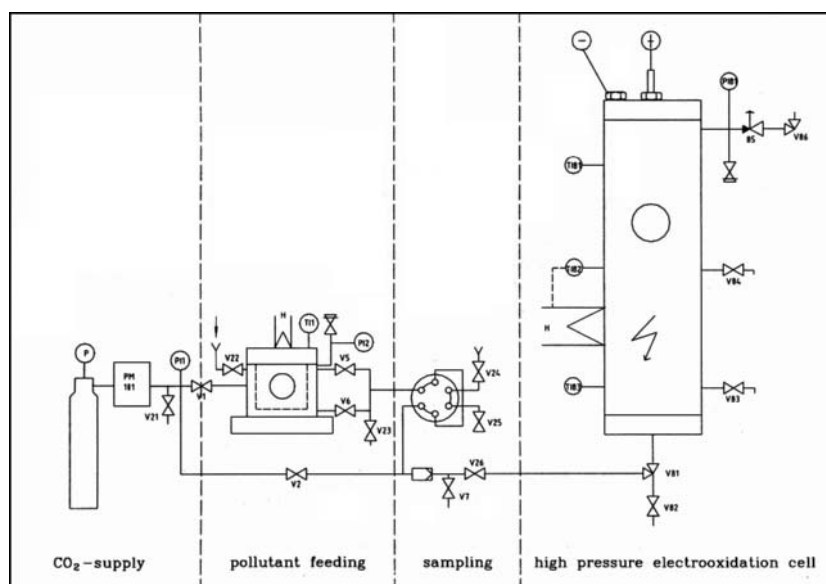 − +
PI81
85
V86
TI81
TI82
V84
H
TI83
V83
V81
V82
P
PM
181
V21
PI1
V1
V22
H
TI1
PI2
V5
V6
V23
V2
V24
V25
V26
V7
CO₂-supply
pollutant feeding
sampling
high pressure electrooxidation cell